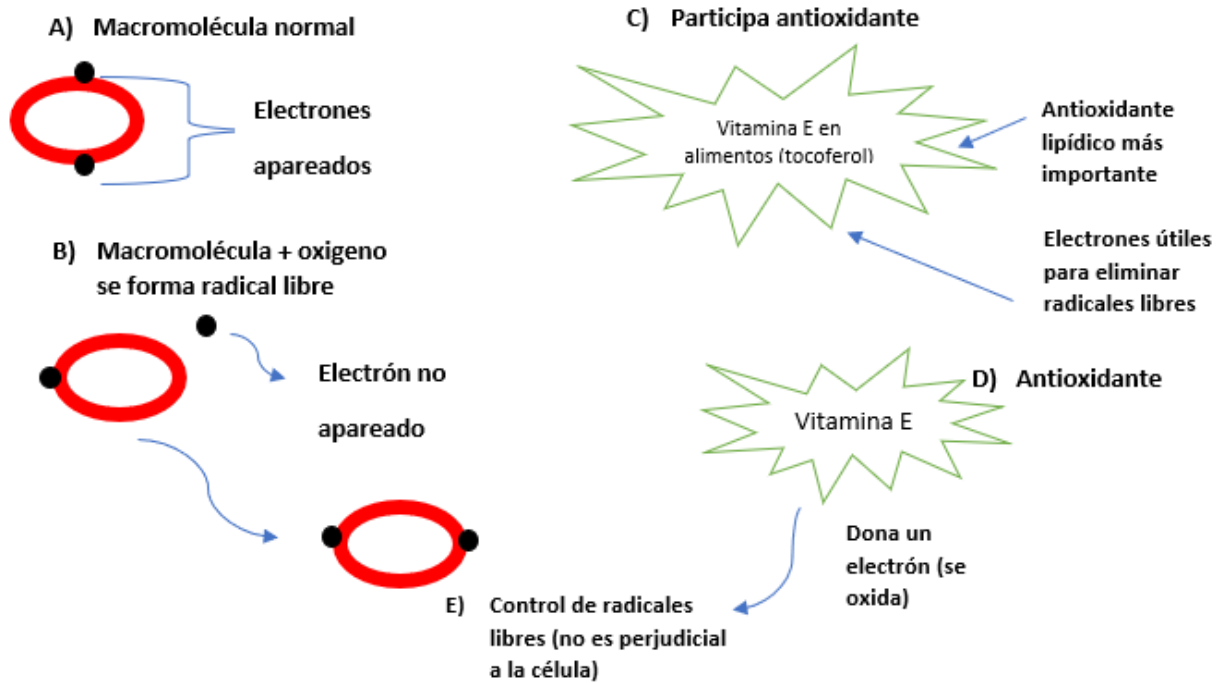 A) Macromolécula normal
Electrones
apareados
B) Macromolécula + oxigeno
se forma radical libre
Electrón no
apareado
C) Participa antioxidante
Vitamina E en
alimentos (tocoferol)
Antioxidante
lipídico más
importante
Electrones útiles
para eliminar
radicales libres
D) Antioxidante
Vitamina E
Dona un
electrón (se
oxida)
E) Control de radicales
libres (no es perjudicial
a la célula)